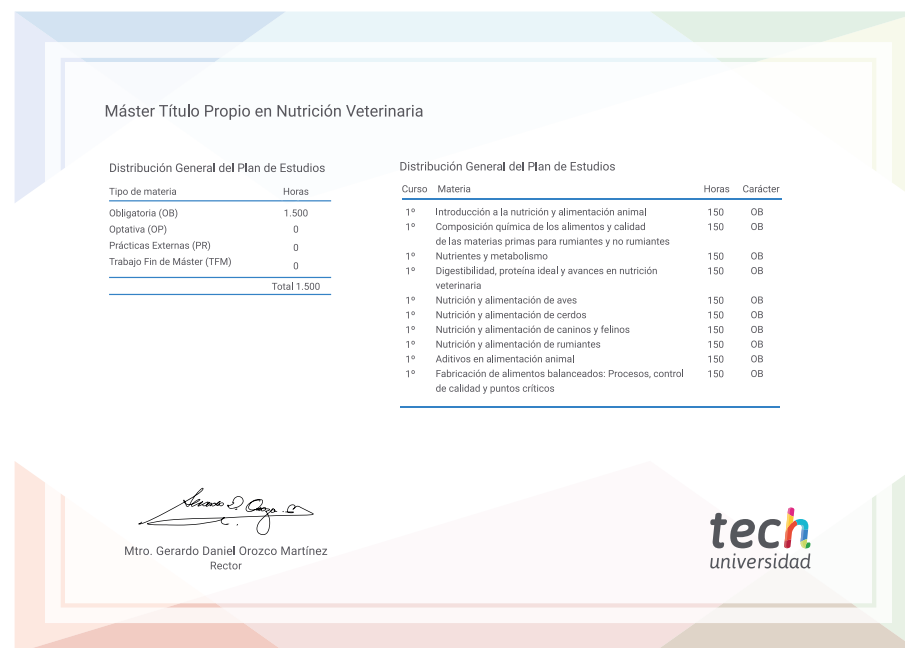 Máster Título Propio en Nutrición Veterinaria
Distribución General del Plan de Estudios
Tipo de materia Horas
Obligatoria (OB) 1.500
Optativa (OP) 0
Prácticas Externas (PR) 0
Trabajo Fin de Máster (TFM) 0
Total 1.500
Distribución General del Plan de Estudios
Curso Materia Horas Carácter
1º Introducción a la nutrición y alimentación animal 150 OB
1º Composición química de los alimentos y calidad 150 OB
de las materias primas para rumiantes y no rumiantes
1º Nutrientes y metabolismo 150 OB
1º Digestibilidad, proteína ideal y avances en nutrición 150 OB
veterinaria
1º Nutrición y alimentación de aves 150 OB
1º Nutrición y alimentación de cerdos 150 OB
1º Nutrición y alimentación de caninos y felinos 150 OB
1º Nutrición y alimentación de rumiantes 150 OB
1º Aditivos en alimentación animal 150 OB
1º Fabricación de alimentos balanceados: Procesos, control 150 OB
de calidad y puntos críticos
Mtro. Gerardo Daniel Orozco Martínez
Rector
tech
universidad